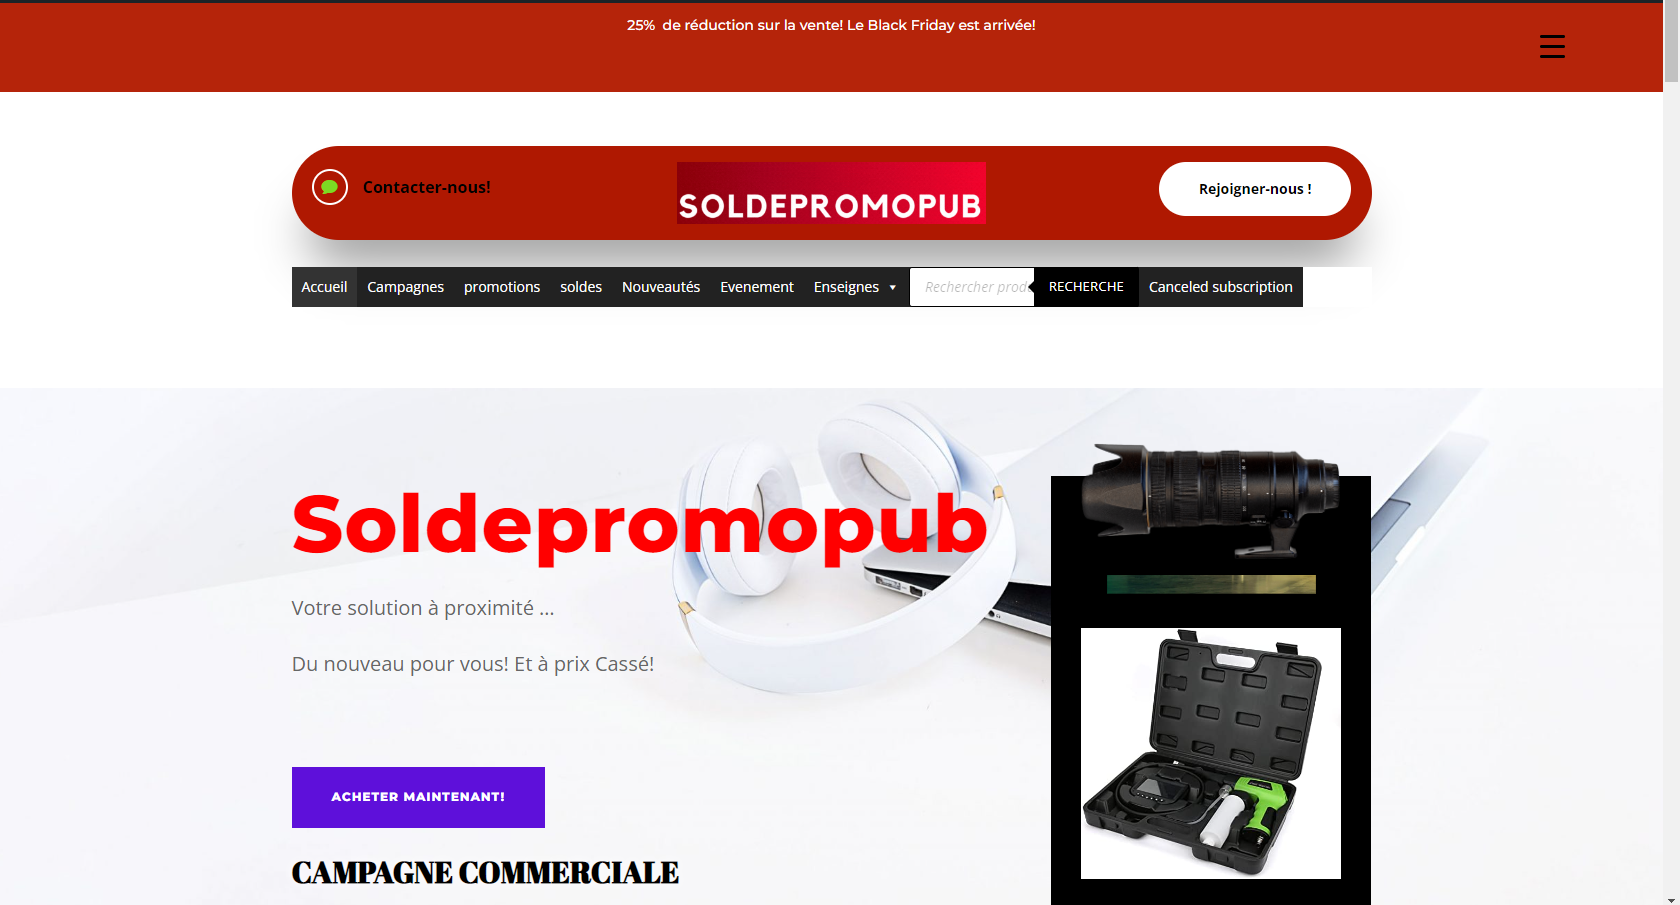 25%  de réduction sur la vente! Le Black Friday est arrivée!
Contacter-nous!
SOLDEPROMOPUB
Rejoigner-nous !
Accueil Campagnes promotions soldes Nouveautés Evenement Enseignes Rechercher prod RECHERCHE Canceled subscription
Soldepromopub
Votre solution à proximité ...
Du nouveau pour vous! Et à prix Cassé!
ACHETER MAINTENANT!
CAMPAGNE COMMERCIALE